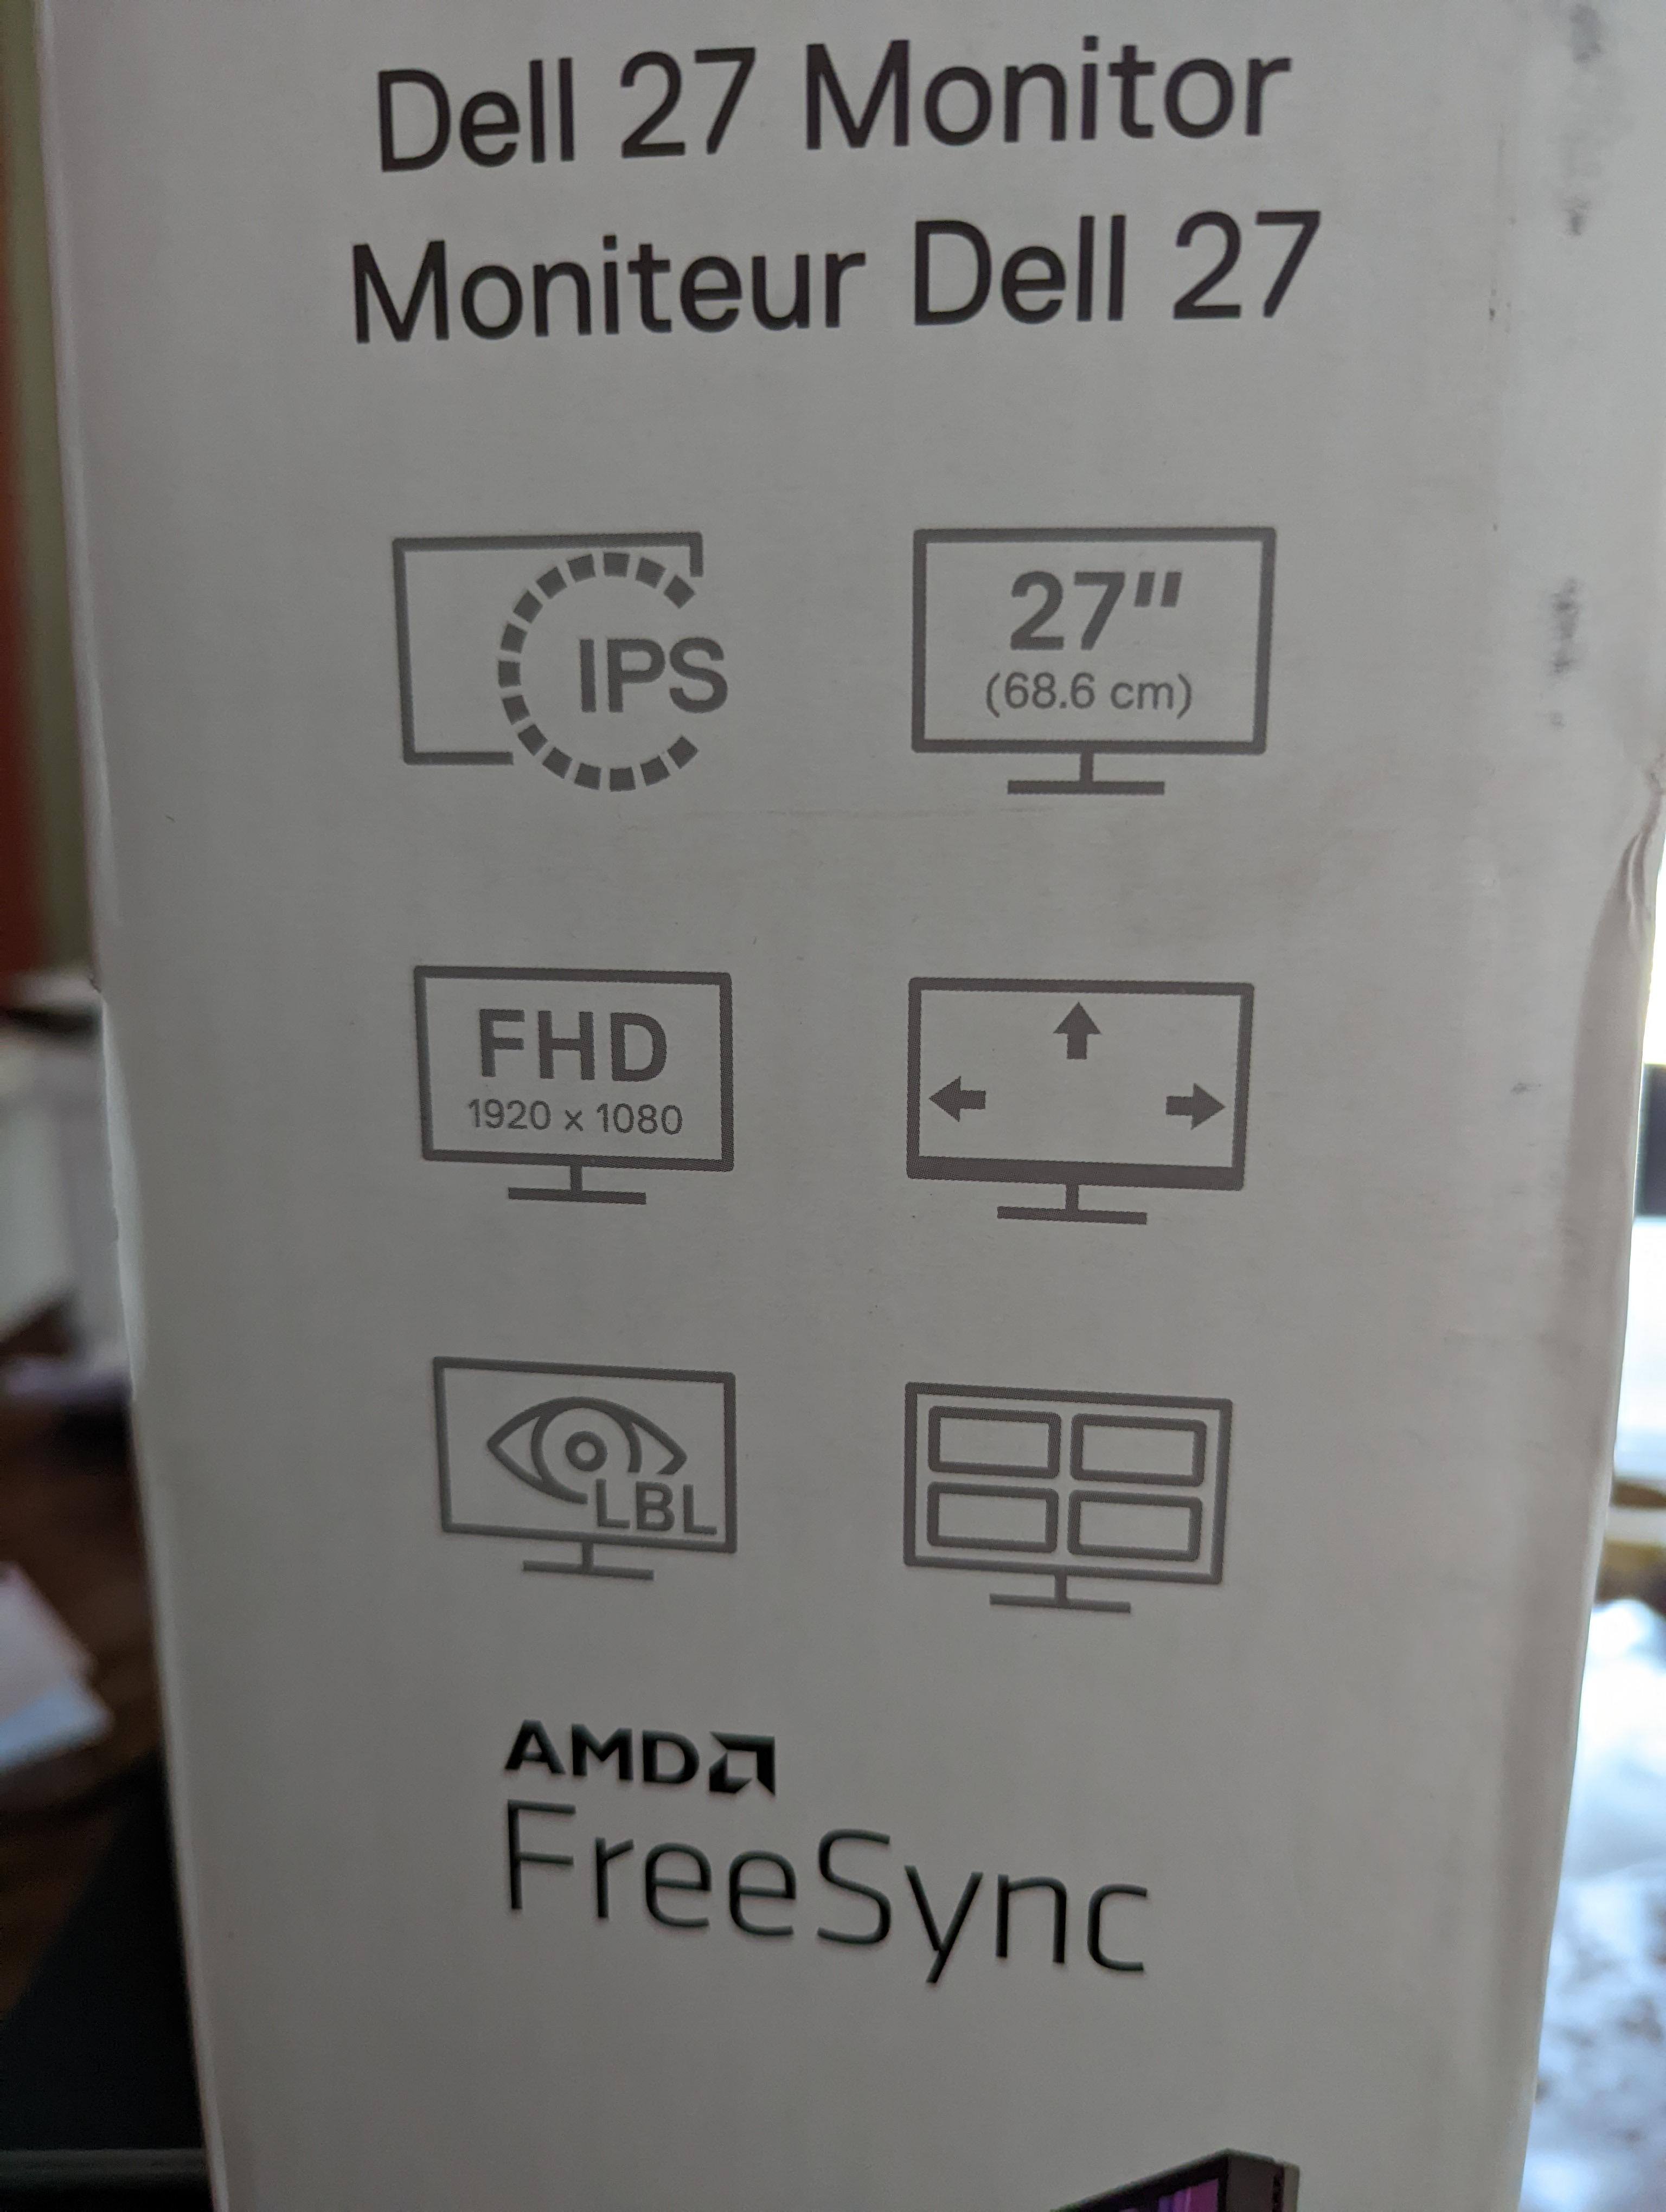 Dell 27 Monitor
Moniteur Dell 27
IPS
27"
(68.6 cm)
FHD
1920 x 1080
LBL
AMD
FreeSync